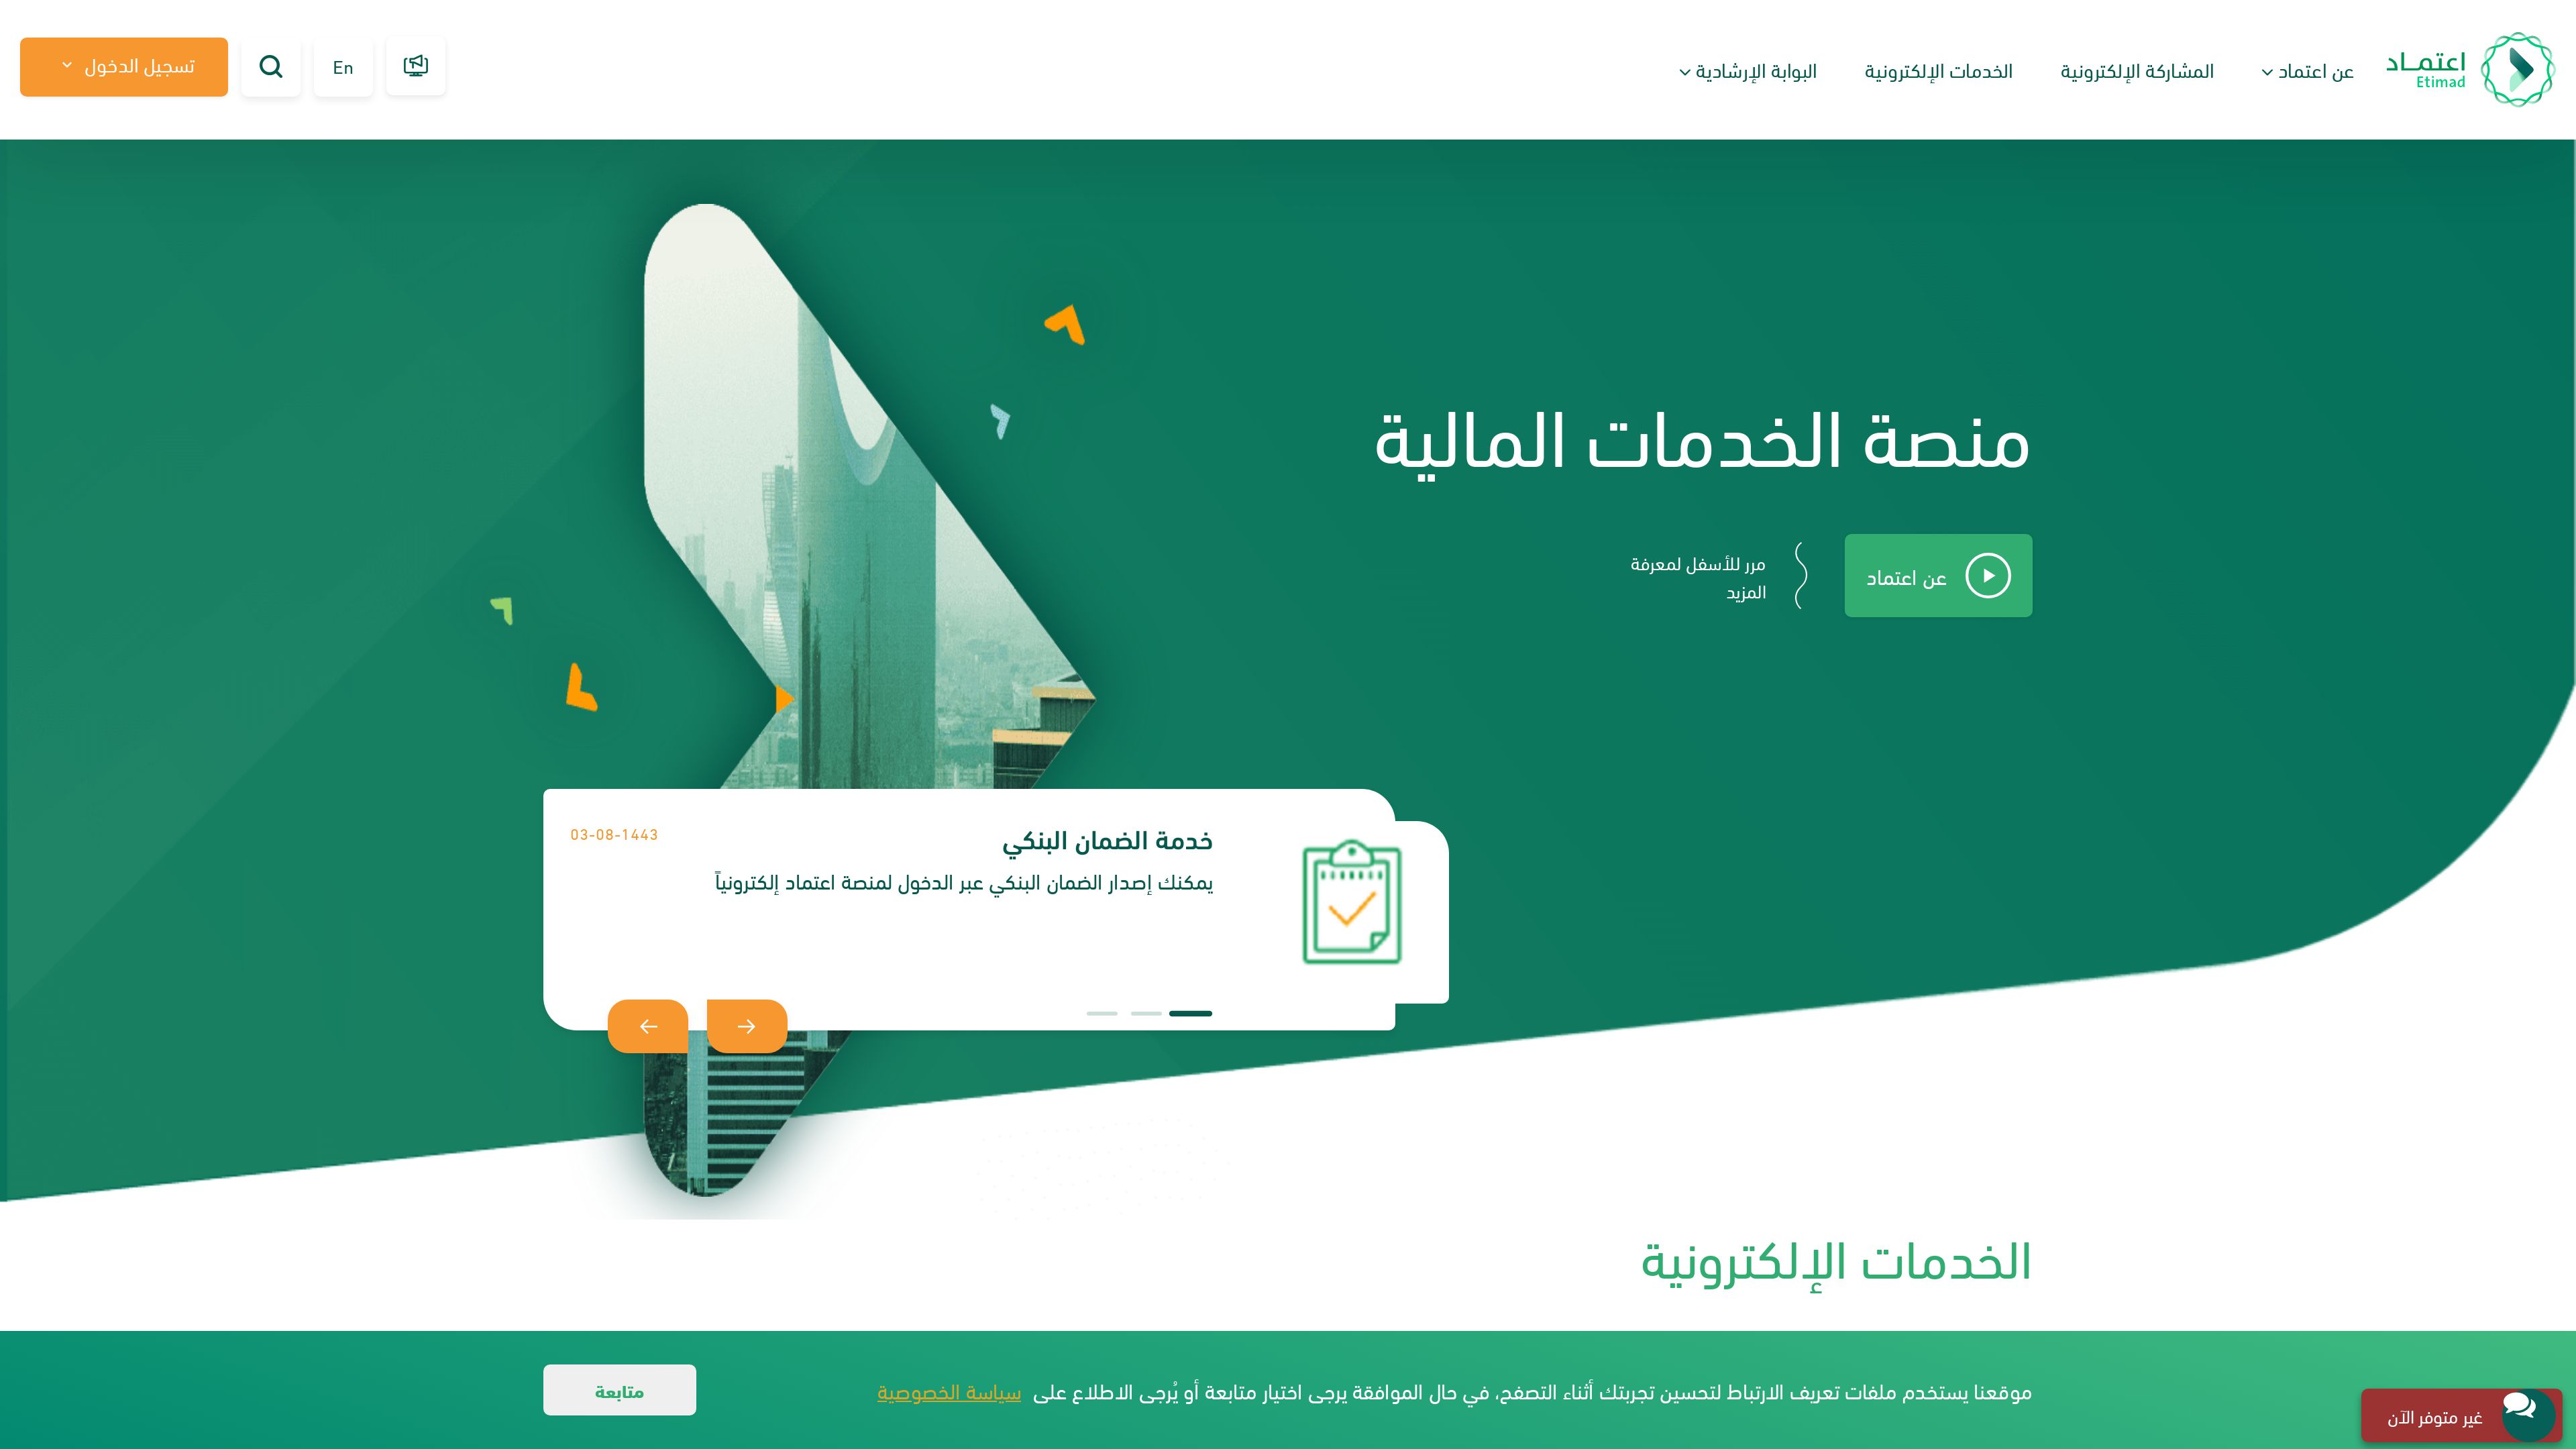 اعتماد
Etimad
عن اعتماد
المشاركة الإلكترونية
الخدمات الإلكترونية
البوابة الإرشادية
En
تسجيل الدخول
منصة الخدمات المالية
عن اعتماد
مرر للأسفل لمعرفة
المزيد
خدمة الضمان البنكي
03-08-1443
يمكنك إصدار الضمان البنكي عبر الدخول لمنصة اعتماد إلكترونياً
الخدمات الإلكترونية
موقعنا يستخدم ملفات تعريف الارتباط لتحسين تجربتك أثناء التصفح، في حال الموافقة يرجى اختيار متابعة أو يُرجى الاطلاع على سياسة الخصوصية
متابعة
غير متوفر الآن